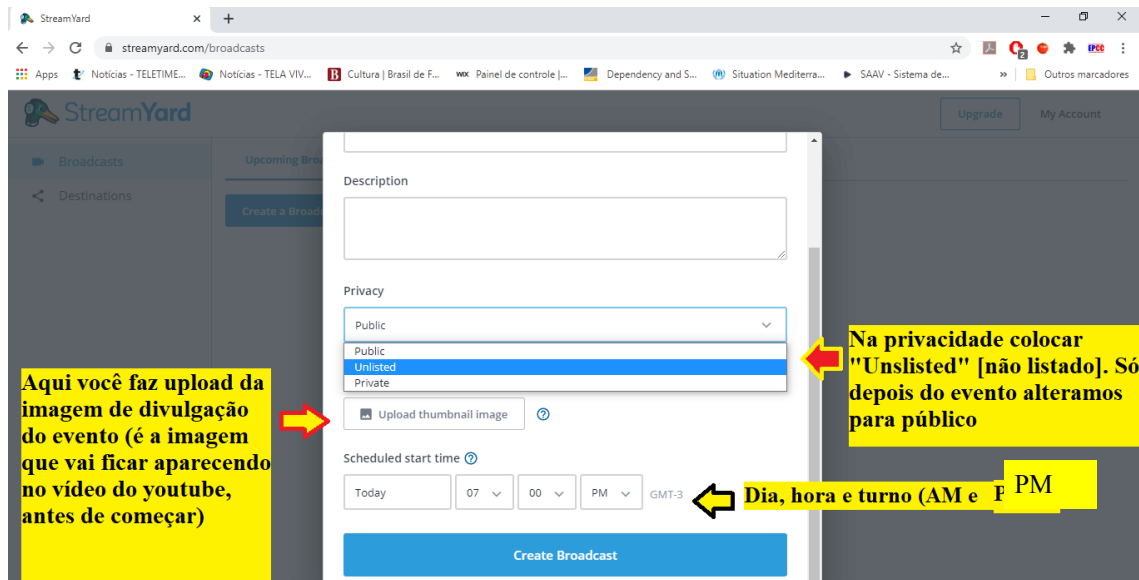 StreamYard
streamyard.com/broadcasts
2
IPCC
Apps
Notícias - TELETIME...
Notícias - TELA VIV...
B
Cultura | Brasil de F...
WIX
Painel de controle |...
Dependency and S...
Situation Mediterra...
SAAV - Sistema de...
»
Outros marcadores
StreamYard
Upgrade
My Account
Broadcasts
Upcoming Broa
Destinations
Create a Broadc
Description
Privacy
Public
Public
Unlisted
Private
Na privacidade colocar
"Unslisted" [não listado]. Só
depois do evento alteramos
para público
Aqui você faz upload da
imagem de divulgação
do evento (é a imagem
que vai ficar aparecendo
no vídeo do youtube,
antes de começar)
Upload thumbnail image
?
Scheduled start time ?
Today
07
00
PM
GMT-3
Dia, hora e turno (AM e
PM
Create Broadcast